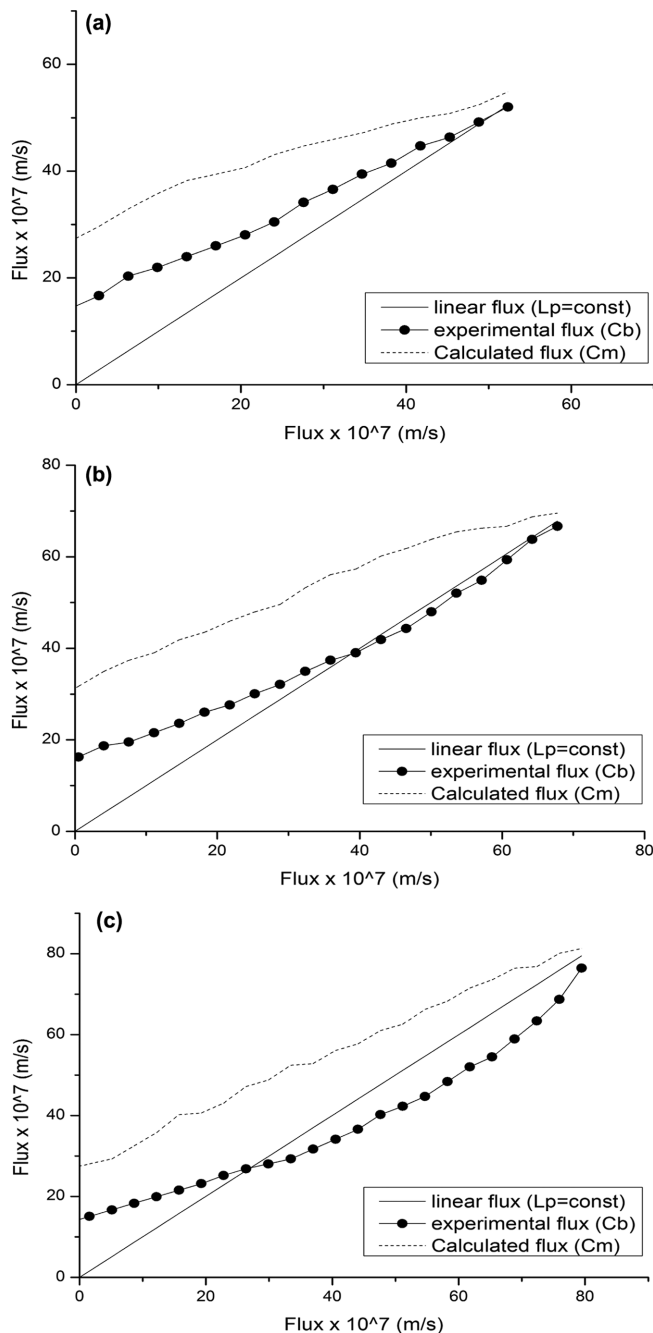 (a)
60
40
20
0
Flux x 10^7 (m/s)
linear flux (Lp=const)
experimental flux (Cb)
Calculated flux (Cm)
0
20
40
60
Flux x 10^7 (m/s)
(b)
80
60
40
20
0
Flux x 10^7 (m/s)
linear flux (Lp=const)
experimental flux (Cb)
Calculated flux (Cm)
0
20
40
60
80
Flux x 10^7 (m/s)
(c)
80
60
40
20
0
Flux x 10^7 (m/s)
linear flux (Lp=const)
experimental flux (Cb)
Calculated flux (Cm)
0
20
40
60
80
Flux x 10^7 (m/s)